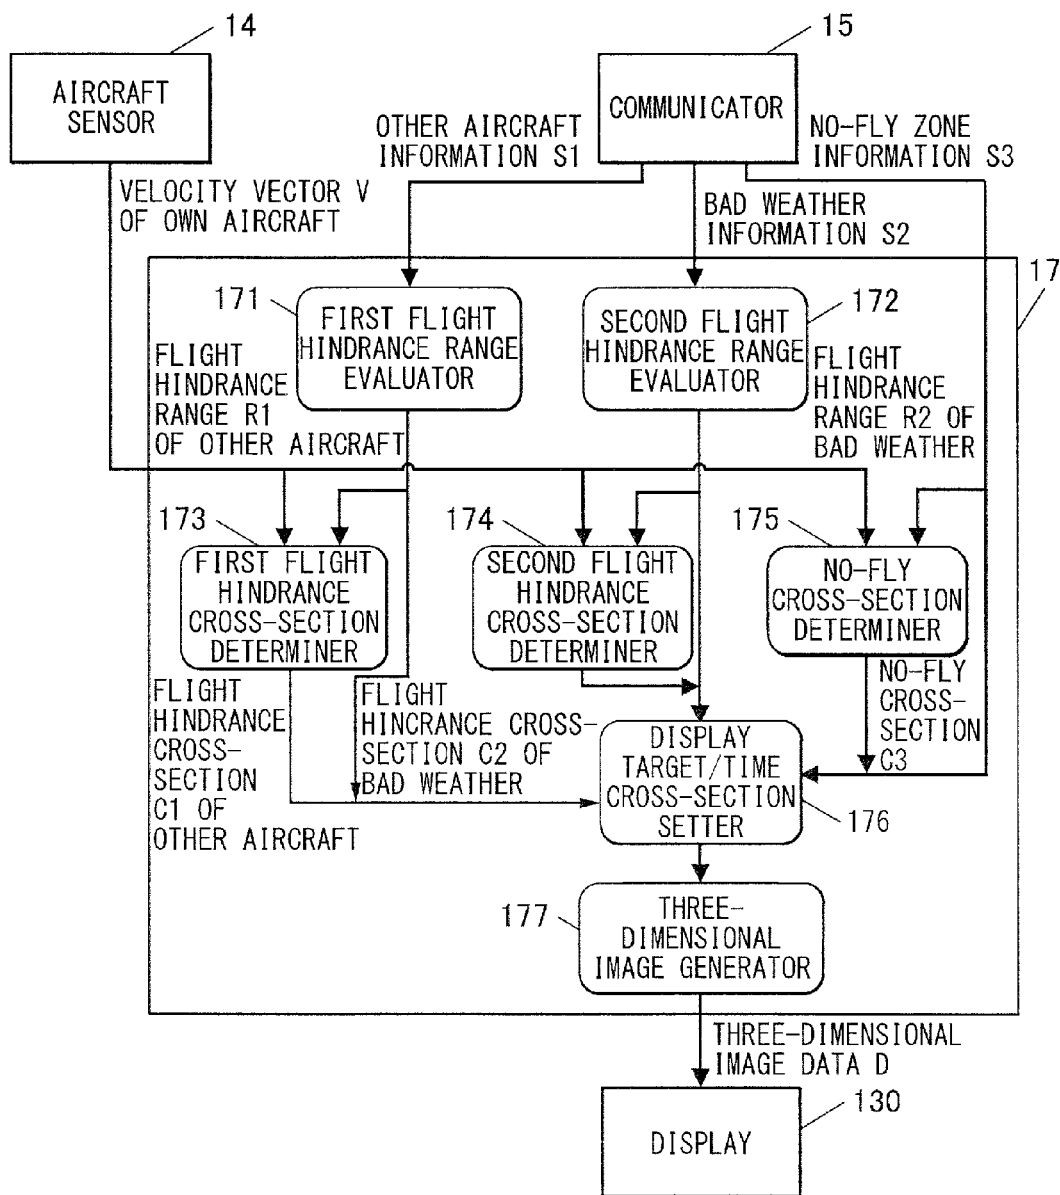 14
15
AIRCRAFT
SENSOR
COMMUNICATOR
OTHER AIRCRAFT
INFORMATION S1
NO-FLY ZONE
INFORMATION S3
VELOCITY VECTOR V
OF OWN AIRCRAFT
BAD WEATHER
INFORMATION S2
17
171
FIRST FLIGHT
HINDRANCE RANGE
EVALUATOR
172
SECOND FLIGHT
HINDRANCE RANGE
EVALUATOR
FLIGHT
HINDRANCE
RANGE R1
OF OTHER AIRCRAFT
FLIGHT
HINDRANCE
RANGE R2 OF
BAD WEATHER
173
FIRST FLIGHT
HINDRANCE
CROSS-SECTION
DETERMINER
174
SECOND FLIGHT
HINDRANCE
CROSS-SECTION
DETERMINER
175
NO-FLY
CROSS-SECTION
DETERMINER
FLIGHT
HINDRANCE
CROSS-
SECTION
C1 OF
OTHER AIRCRAFT
FLIGHT
HINCRANCE CROSS-
SECTION C2 OF
BAD WEATHER
NO-FLY
CROSS-
SECTION
C3
DISPLAY
TARGET/TIME
CROSS-SECTION
SETTER
176
177
THREE-
DIMENSIONAL
IMAGE GENERATOR
THREE-DIMENSIONAL
IMAGE DATA D
130
DISPLAY